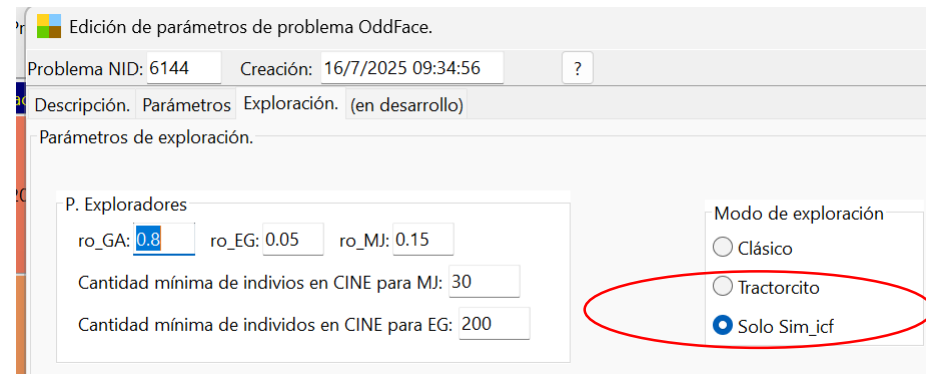 Edición de parámetros de problema OddFace.
Problema NID: 6144 Creación: 16/7/2025 09:34:56 ?
Descripción. Parámetros Exploración. (en desarrollo)
Parámetros de exploración.
P. Exploradores
ro_GA: 0.8 ro_EG: 0.05 ro_MJ: 0.15
Cantidad mínima de indivios en CINE para MJ: 30
Cantidad mínima de individos en CINE para EG: 200
Modo de exploración
Clásico
Tractorcito
Solo Sim_icf